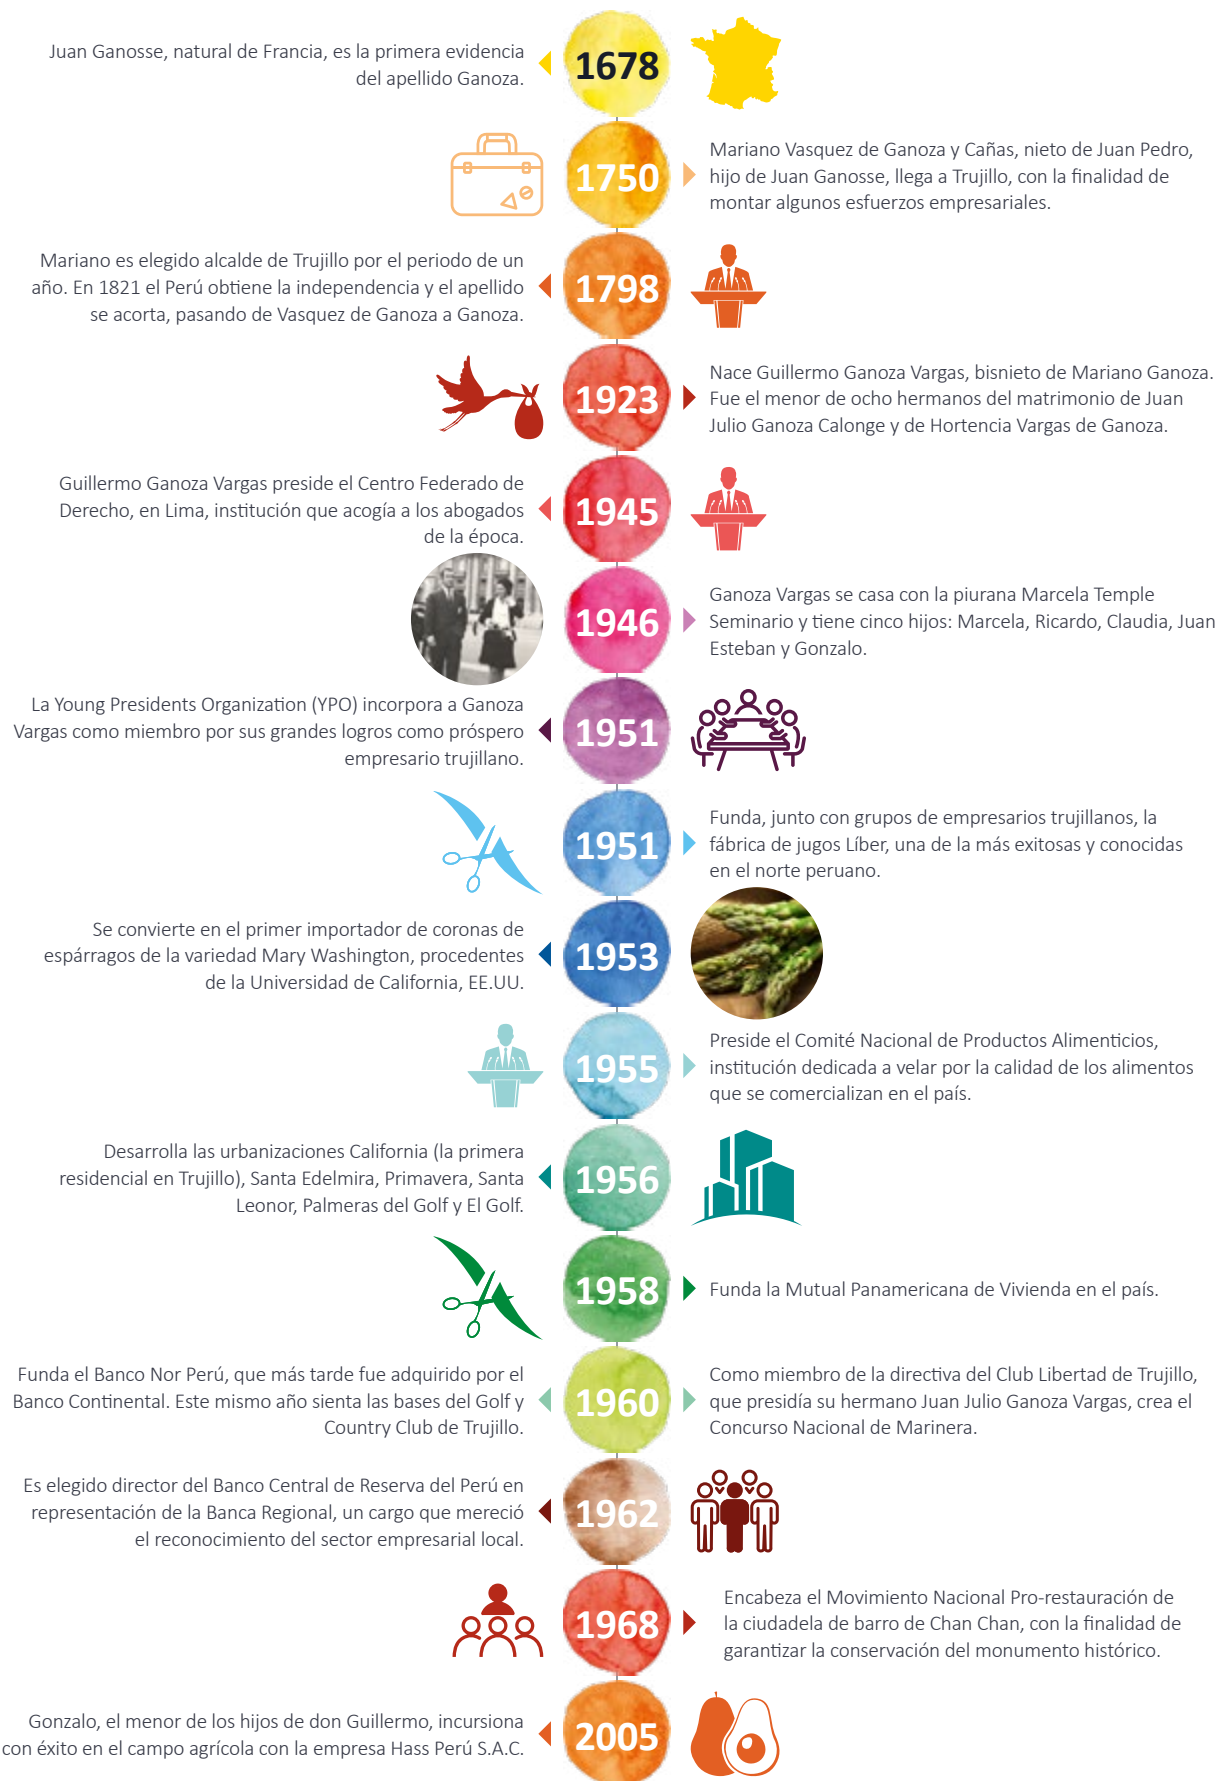 Juan Ganosse, natural de Francia, es la primera evidencia
del apellido Ganoza.
1678
1750
Mariano Vasquez de Ganoza y Cañas, nieto de Juan Pedro,
hijo de Juan Ganosse, llega a Trujillo, con la finalidad de
montar algunos esfuerzos empresariales.
Mariano es elegido alcalde de Trujillo por el periodo de un
año. En 1821 el Perú obtiene la independencia y el apellido
se acorta, pasando de Vasquez de Ganoza a Ganoza.
1798
1923
Nace Guillermo Ganoza Vargas, bisnieto de Mariano Ganoza.
Fue el menor de ocho hermanos del matrimonio de Juan
Julio Ganoza Calonge y de Hortencia Vargas de Ganoza.
Guillermo Ganoza Vargas preside el Centro Federado de
Derecho, en Lima, institución que acogía a los abogados
de la época.
1945
1946
Ganoza Vargas se casa con la piurana Marcela Temple
Seminario y tiene cinco hijos: Marcela, Ricardo, Claudia, Juan
Esteban y Gonzalo.
La Young Presidents Organization (YPO) incorpora a Ganoza
Vargas como miembro por sus grandes logros como próspero
empresario trujillano.
1951
1951
Funda, junto con grupos de empresarios trujillanos, la
fábrica de jugos Líber, una de la más exitosas y conocidas
en el norte peruano.
Se convierte en el primer importador de coronas de
espárragos de la variedad Mary Washington, procedentes
de la Universidad de California, EE.UU.
1953
1955
Preside el Comité Nacional de Productos Alimenticios,
institución dedicada a velar por la calidad de los alimentos
que se comercializan en el país.
Desarrolla las urbanizaciones California (la primera
residencial en Trujillo), Santa Edelmira, Primavera, Santa
Leonor, Palmeras del Golf y El Golf.
1956
1958
Funda la Mutual Panamericana de Vivienda en el país.
Funda el Banco Nor Perú, que más tarde fue adquirido por el
Banco Continental. Este mismo año sienta las bases del Golf y
Country Club de Trujillo.
1960
Como miembro de la directiva del Club Libertad de Trujillo,
que presidía su hermano Juan Julio Ganoza Vargas, crea el
Concurso Nacional de Marinera.
Es elegido director del Banco Central de Reserva del Perú en
representación de la Banca Regional, un cargo que mereció
el reconocimiento del sector empresarial local.
1962
1968
Encabeza el Movimiento Nacional Pro-restauración de
la ciudadela de barro de Chan Chan, con la finalidad de
garantizar la conservación del monumento histórico.
Gonzalo, el menor de los hijos de don Guillermo, incursiona
con éxito en el campo agrícola con la empresa Hass Perú S.A.C.
2005